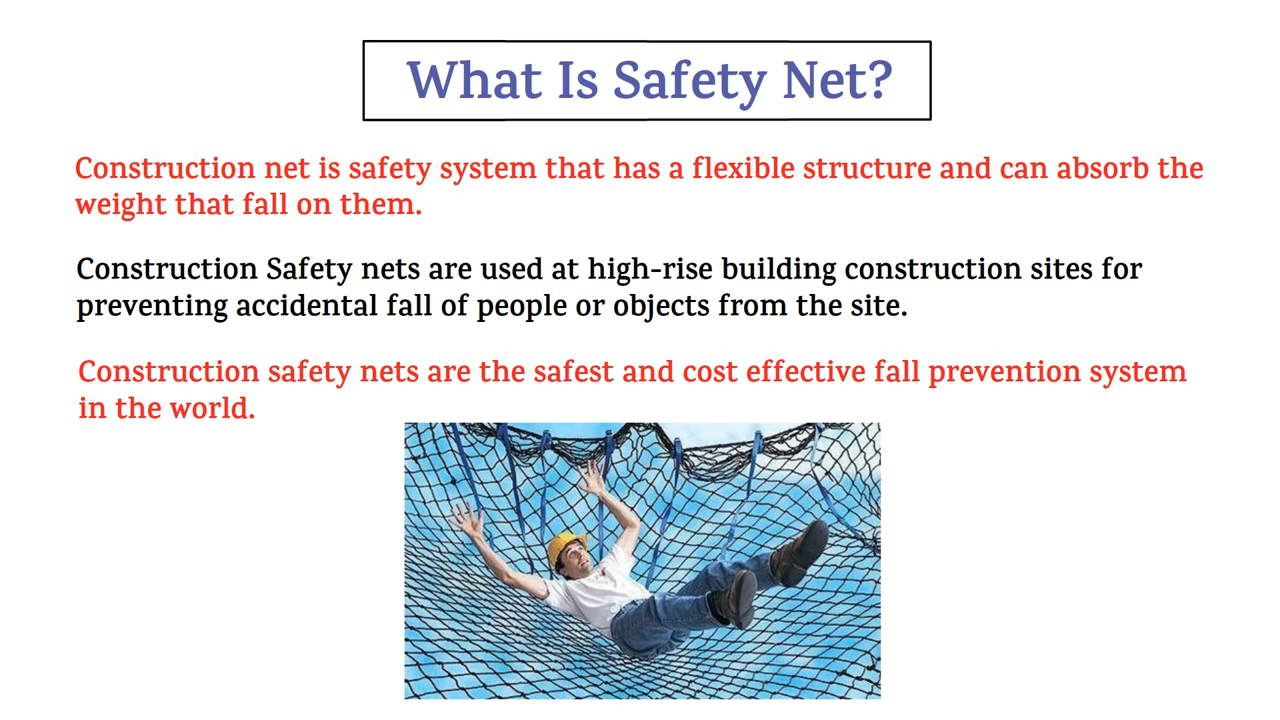 What Is Safety Net?
Construction net is safety system that has a flexible structure and can absorb the
weight that fall on them.
Construction Safety nets are used at high-rise building construction sites for
preventing accidental fall of people or objects from the site.
Construction safety nets are the safest and cost effective fall prevention system
in the world.